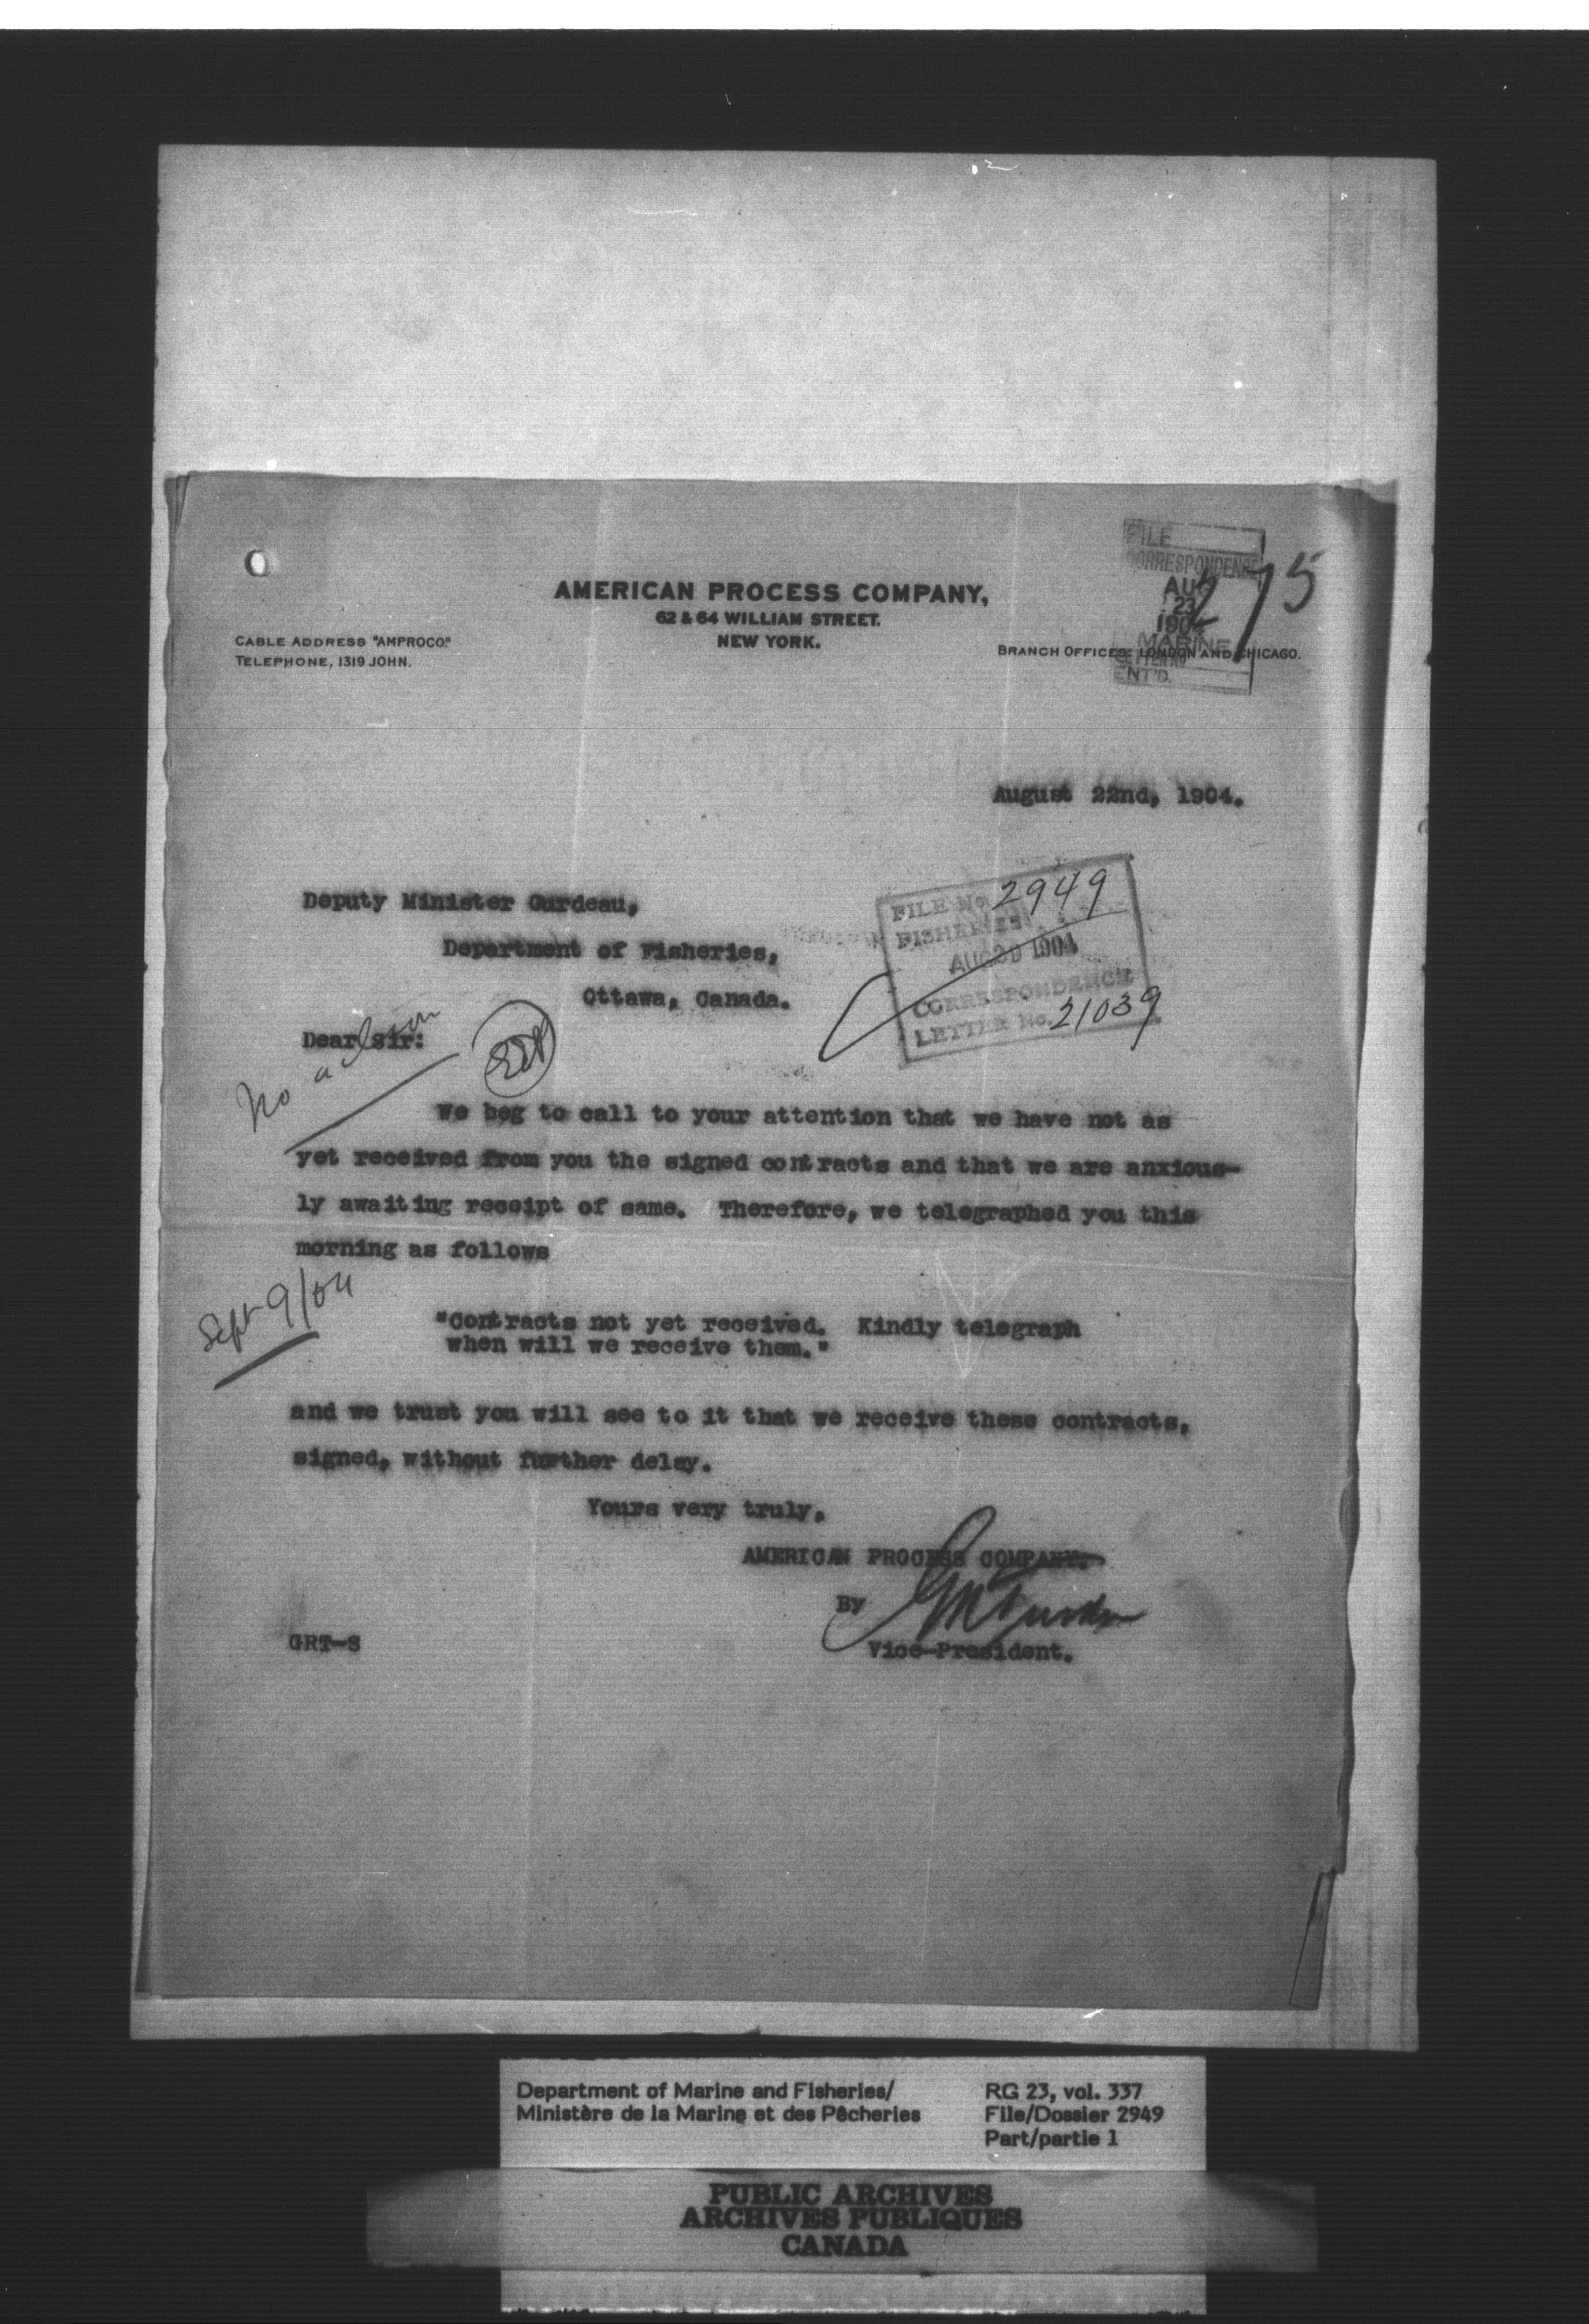 FILE
CORRESPONDENCE
AUG
23
1904
MARINE
LETTER No
ENT'D.
75
AMERICAN PROCESS COMPANY,
62 & 64 WILLIAM STREET.
NEW YORK.
CABLE ADDRESS "AMPROCO."
TELEPHONE, 1319 JOHN.
BRANCH OFFICES: LONDON AND CHICAGO.
August 22nd, 1904.
Deputy Minister Gurdeau,
Department of Fisheries,
Ottawa, Canada.
FILE No. 2949
FISHERIES
AUG 1904
CORRESPONDENCE
LETTER No. 21039
Dear Sir:
No action
We beg to call to your attention that we have not as
yet received from you the signed contracts and that we are anxious-
ly awaiting receipt of same. Therefore, we telegraphed you this
morning as follows
Sept 9/04
"Contracts not yet received. Kindly telegraph
when will we receive them."
and we trust you will see to it that we receive these contracts,
signed, without further delay.
Yours very truly,
AMERICAN PROCESS COMPANY.
By
Vice-President.
GRT-S
Department of Marine and Fisheries/
Ministère de la Marine et des Pêcheries
RG 23, vol. 337
File/Dossier 2949
Part/partie 1
PUBLIC ARCHIVES
ARCHIVES PUBLIQUES
CANADA